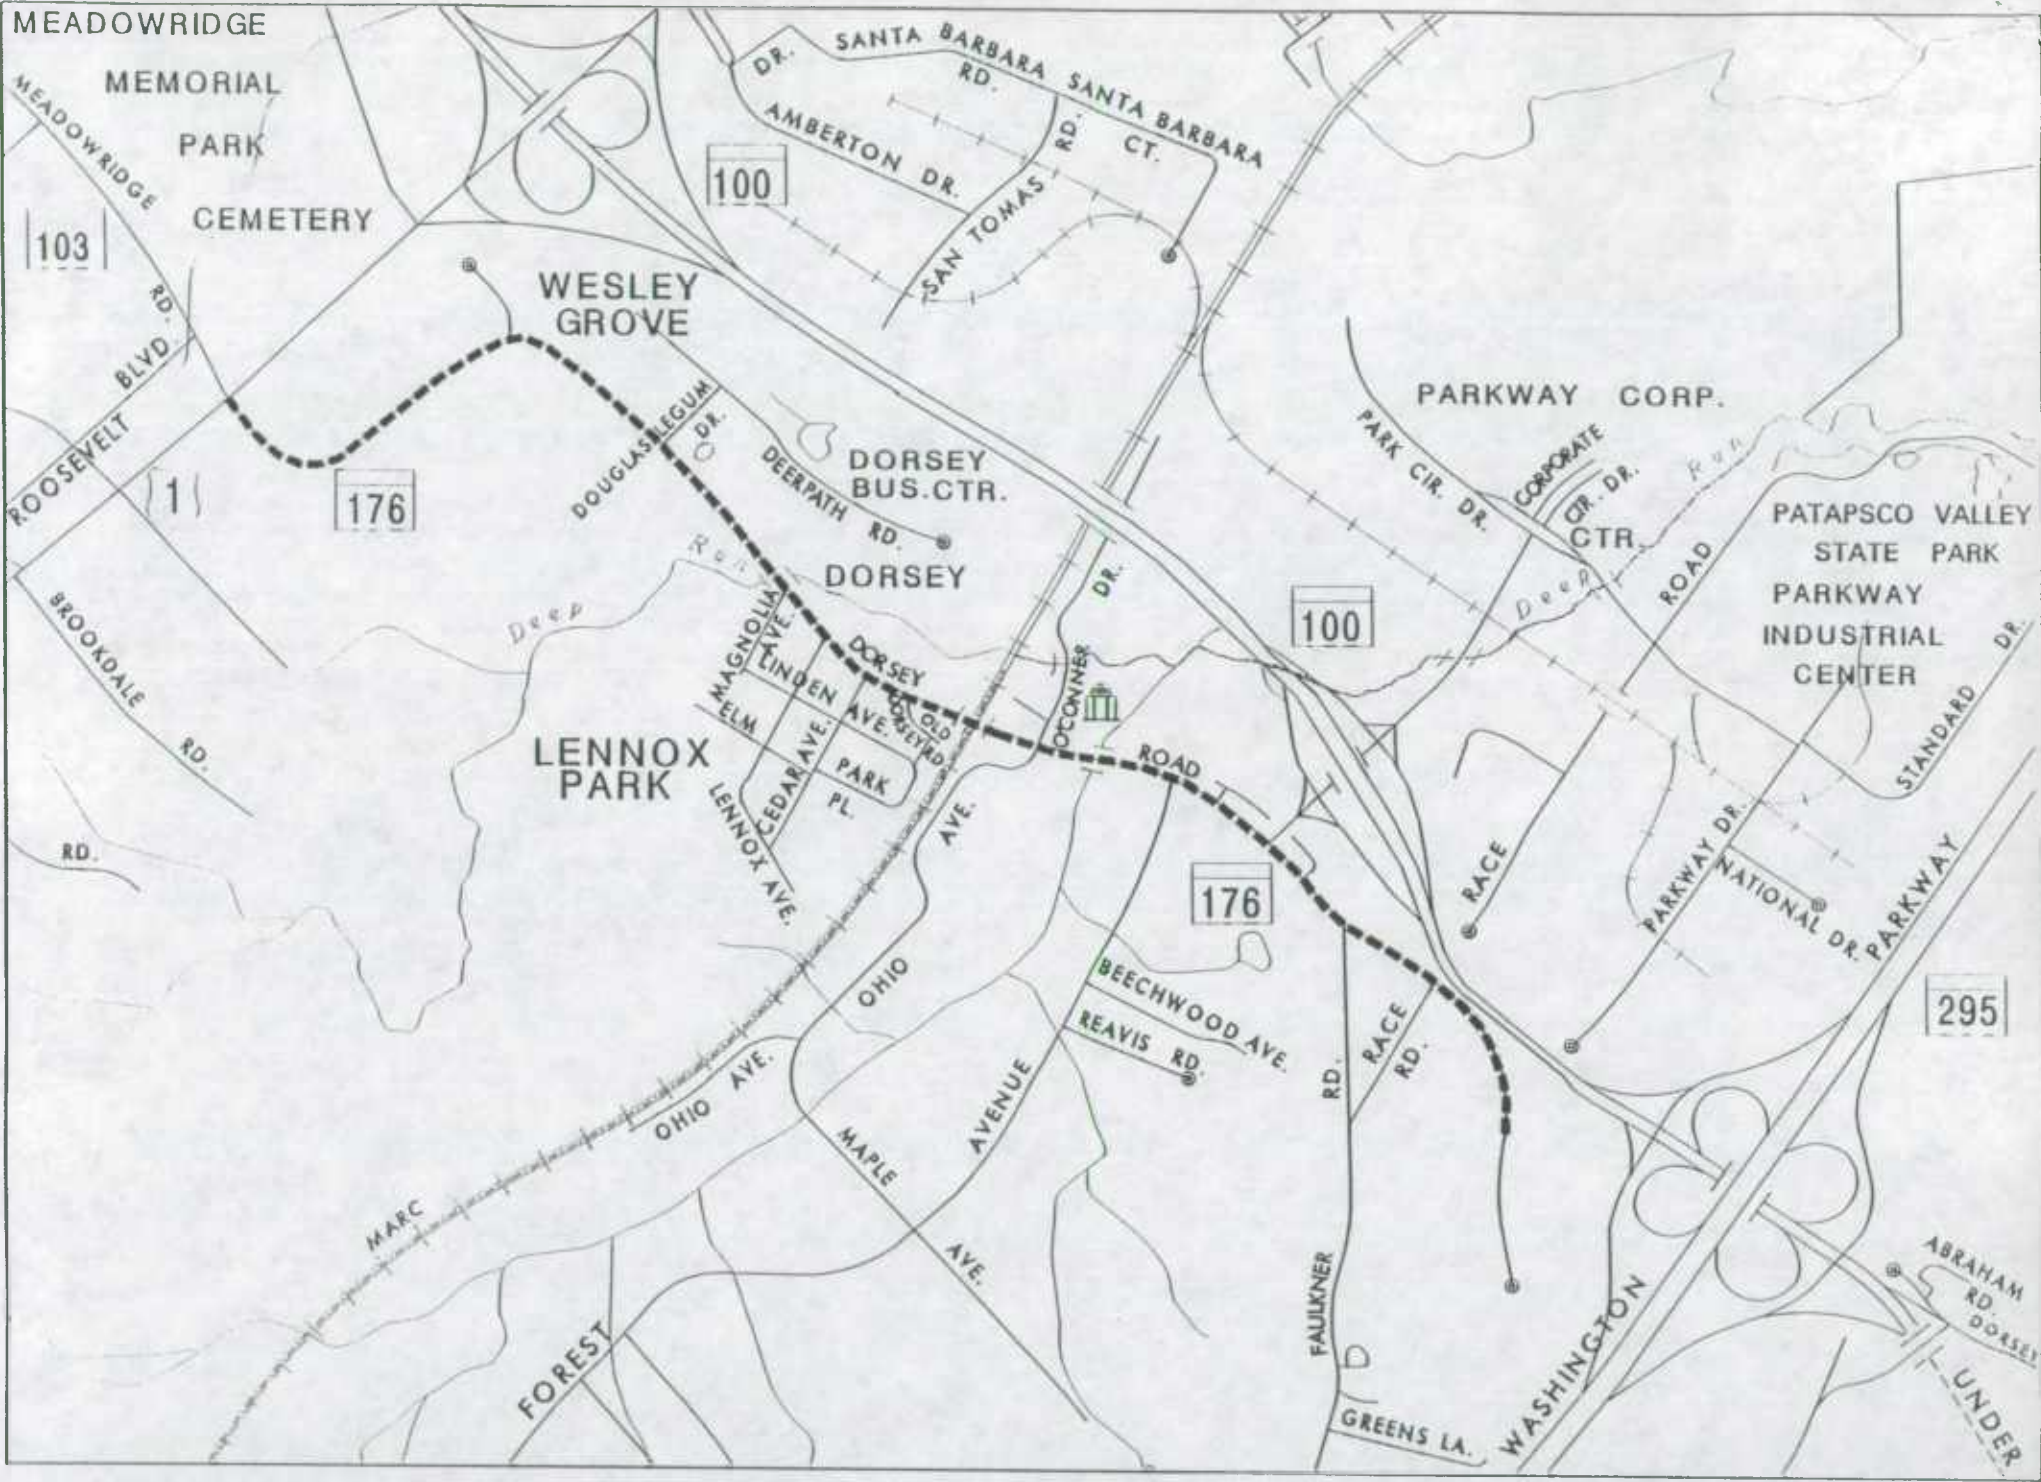 MEADOWRIDGE
MEMORIAL
PARK
CEMETERY
MEADOWRIDGE
RD.
103
ROOSEVELT
BLVD.
1
176
BROOKDALE
RD.
RD.
WESLEY
GROVE
100
DR.
SANTA BARBARA
RD.
SANTA BARBARA
CT.
AMBERTON DR.
SAN TOMAS
RD.
DOUGLAS LEGUM
DR.
DEERPATH
RD.
DORSEY
BUS.CTR.
DORSEY
Deep
Run
MAGNOLIA
AVE.
LINDEN AVE.
ELM
PARK
PL.
CEDAR AVE.
LENNOX AVE.
LENNOX
PARK
DORSEY
ROAD
OLD
DORSEY RD.
OCONNER
DR.
PARKWAY CORP.
CTR.
PARK CIR. DR.
CORPORATE
CIR. DR.
Deep
Run
ROAD
RACE
PATAPSCO VALLEY
STATE PARK
PARKWAY
INDUSTRIAL
CENTER
STANDARD
DR.
100
176
PARKWAY DR.
NATIONAL DR.
295
WASHINGTON
PARKWAY
OHIO
AVE.
OHIO AVE.
MARC
MAPLE
AVE.
FOREST
AVENUE
BEECHWOOD AVE.
REAVIS RD.
FAULKNER
RD.
RACE
RD.
GREENS LA.
ABRAHAM
RD.
DORSEY
UNDER